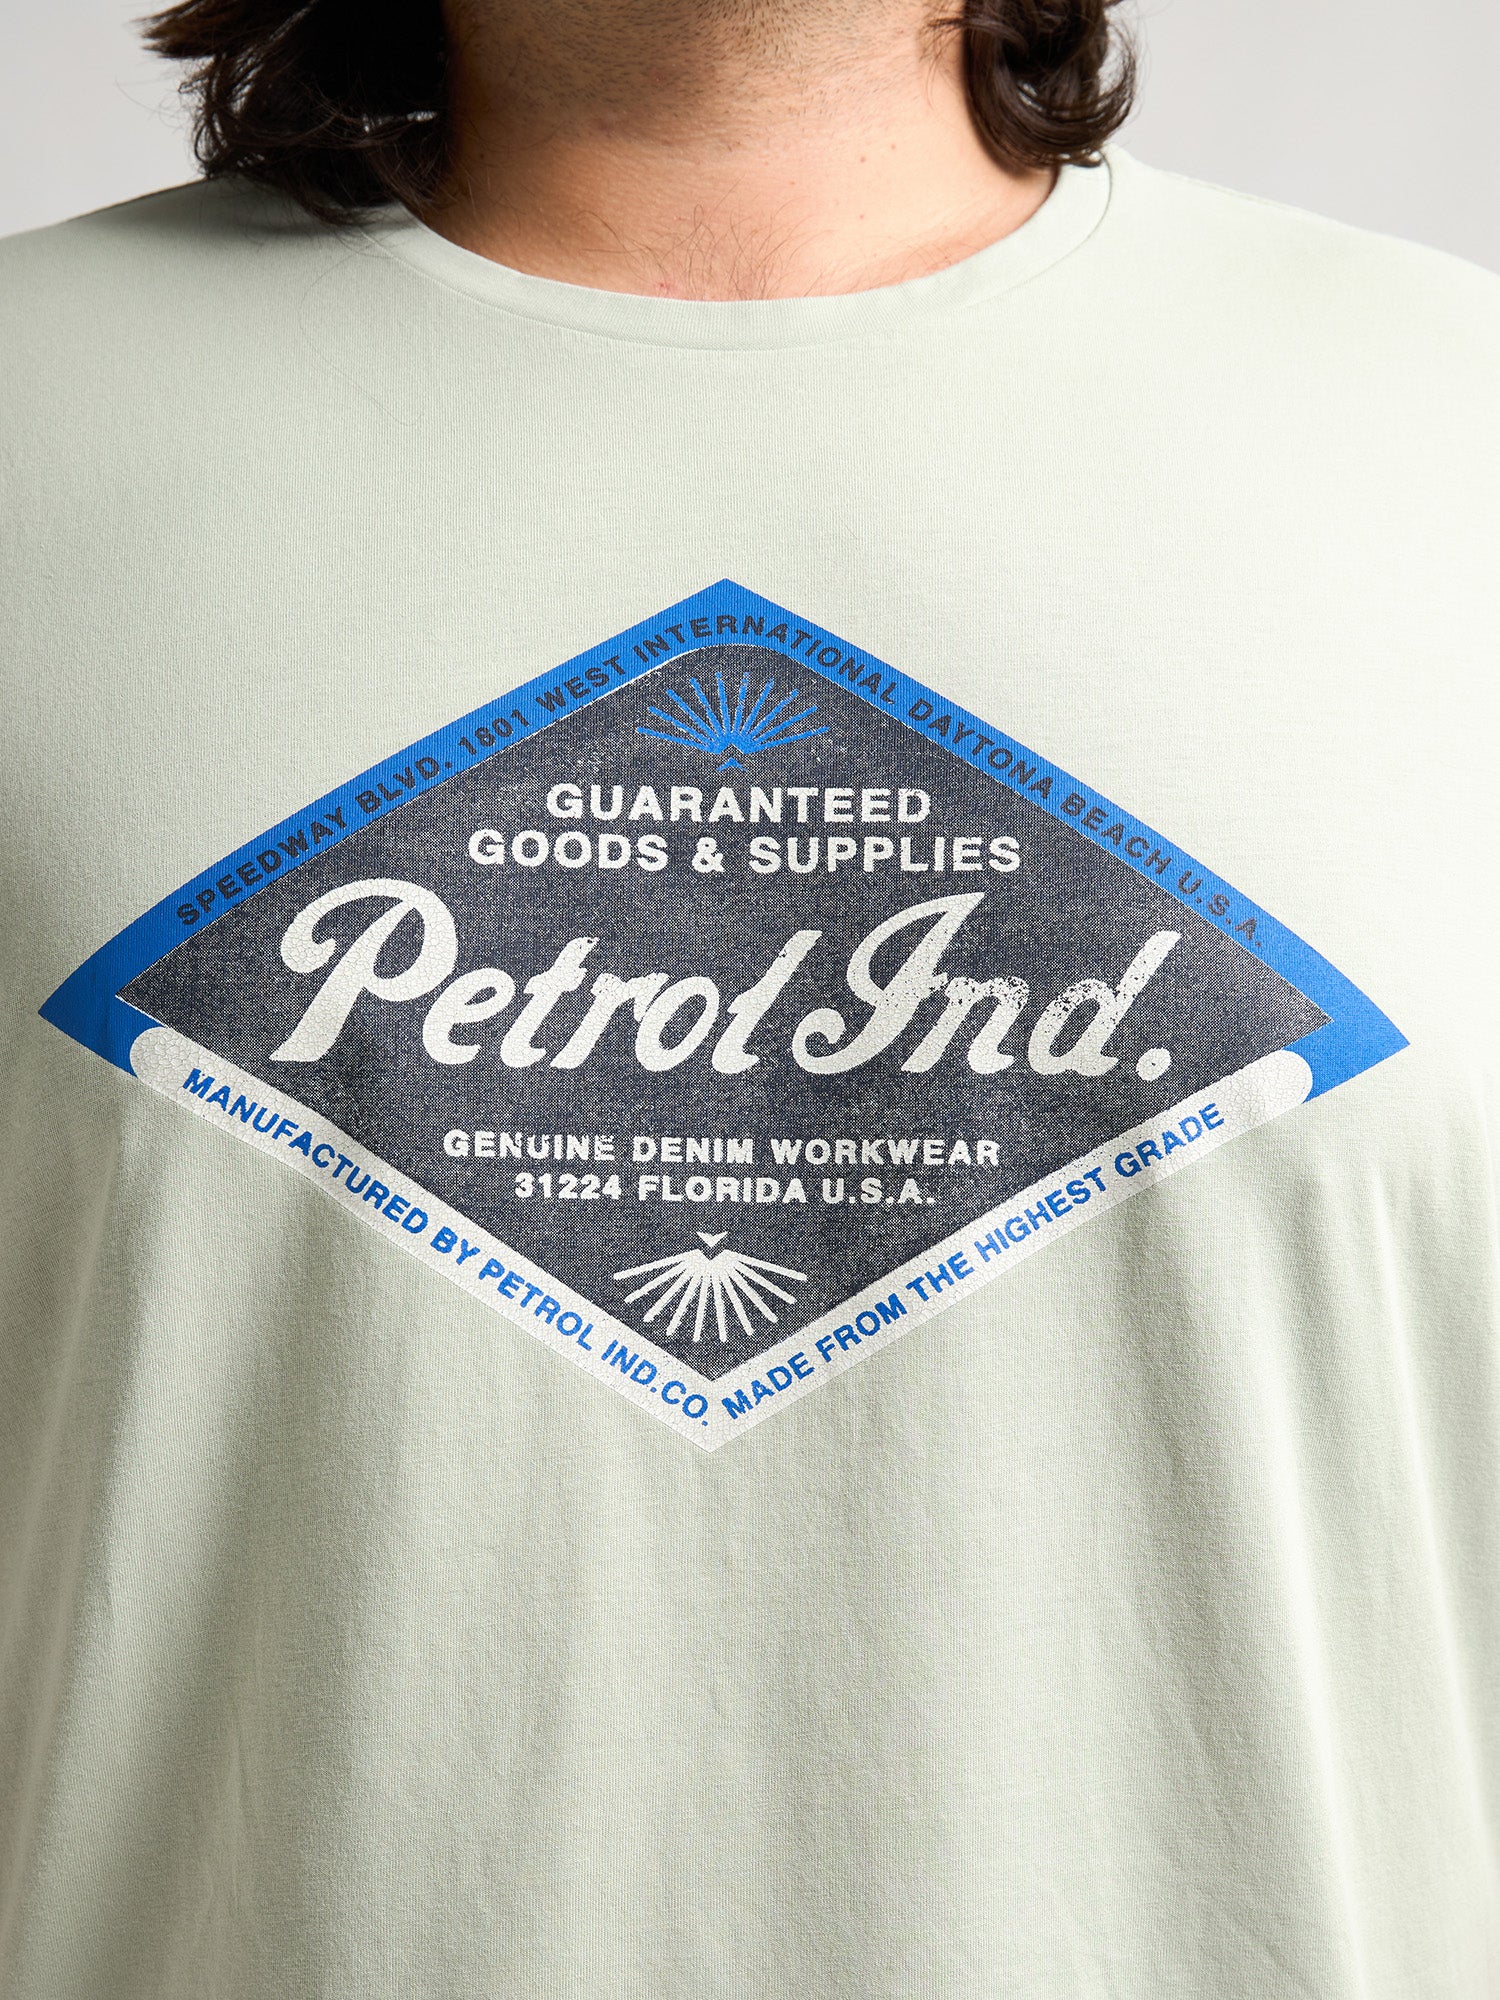 SPEEDWAY BLVD. 1801 WEST INTERNATIONAL DAYTONA BEACH U.S.A.
GUARANTEED
GOODS & SUPPLIES
Petrol Ind.
GENUINE DENIM WORKWEAR
31224 FLORIDA U.S.A.
MANUFACTURED BY PETROL IND.CO.
MADE FROM THE HIGHEST GRADE